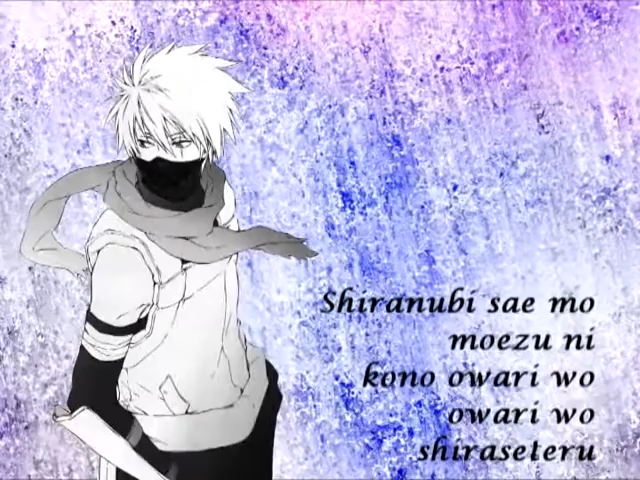 Shiranubi sae mo
moezu ni
kono owari wo
owari wo
shiraseteru